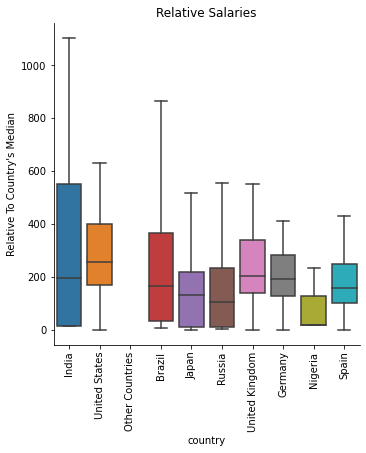 Relative Salaries
Relative To Country's Median
1000
800
600
400
200
0
India
United States
Other Countries
Brazil
Japan
Russia
United Kingdom
Germany
Nigeria
Spain
country